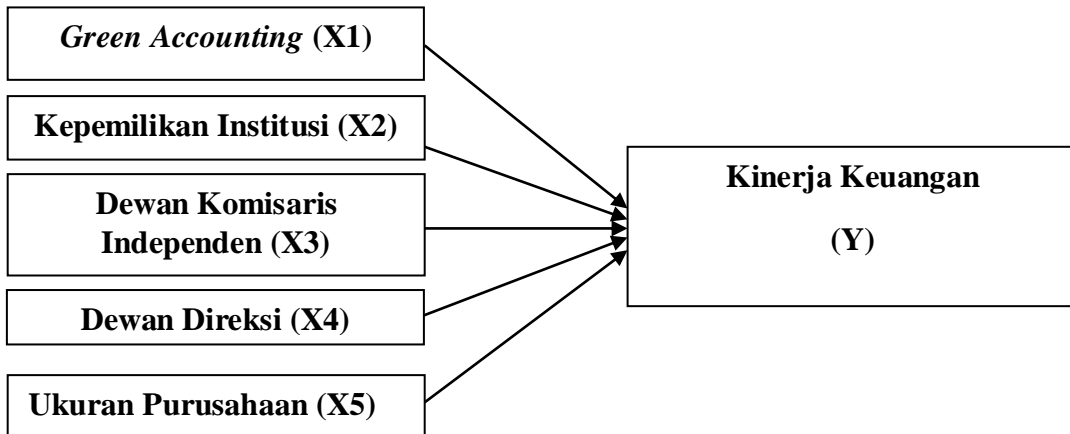 Green Accounting (X1)
Kepemilikan Institusi (X2)
Dewan Komisaris
Independen (X3)
Dewan Direksi (X4)
Ukuran Purusahaan (X5)
Kinerja Keuangan
(Y)